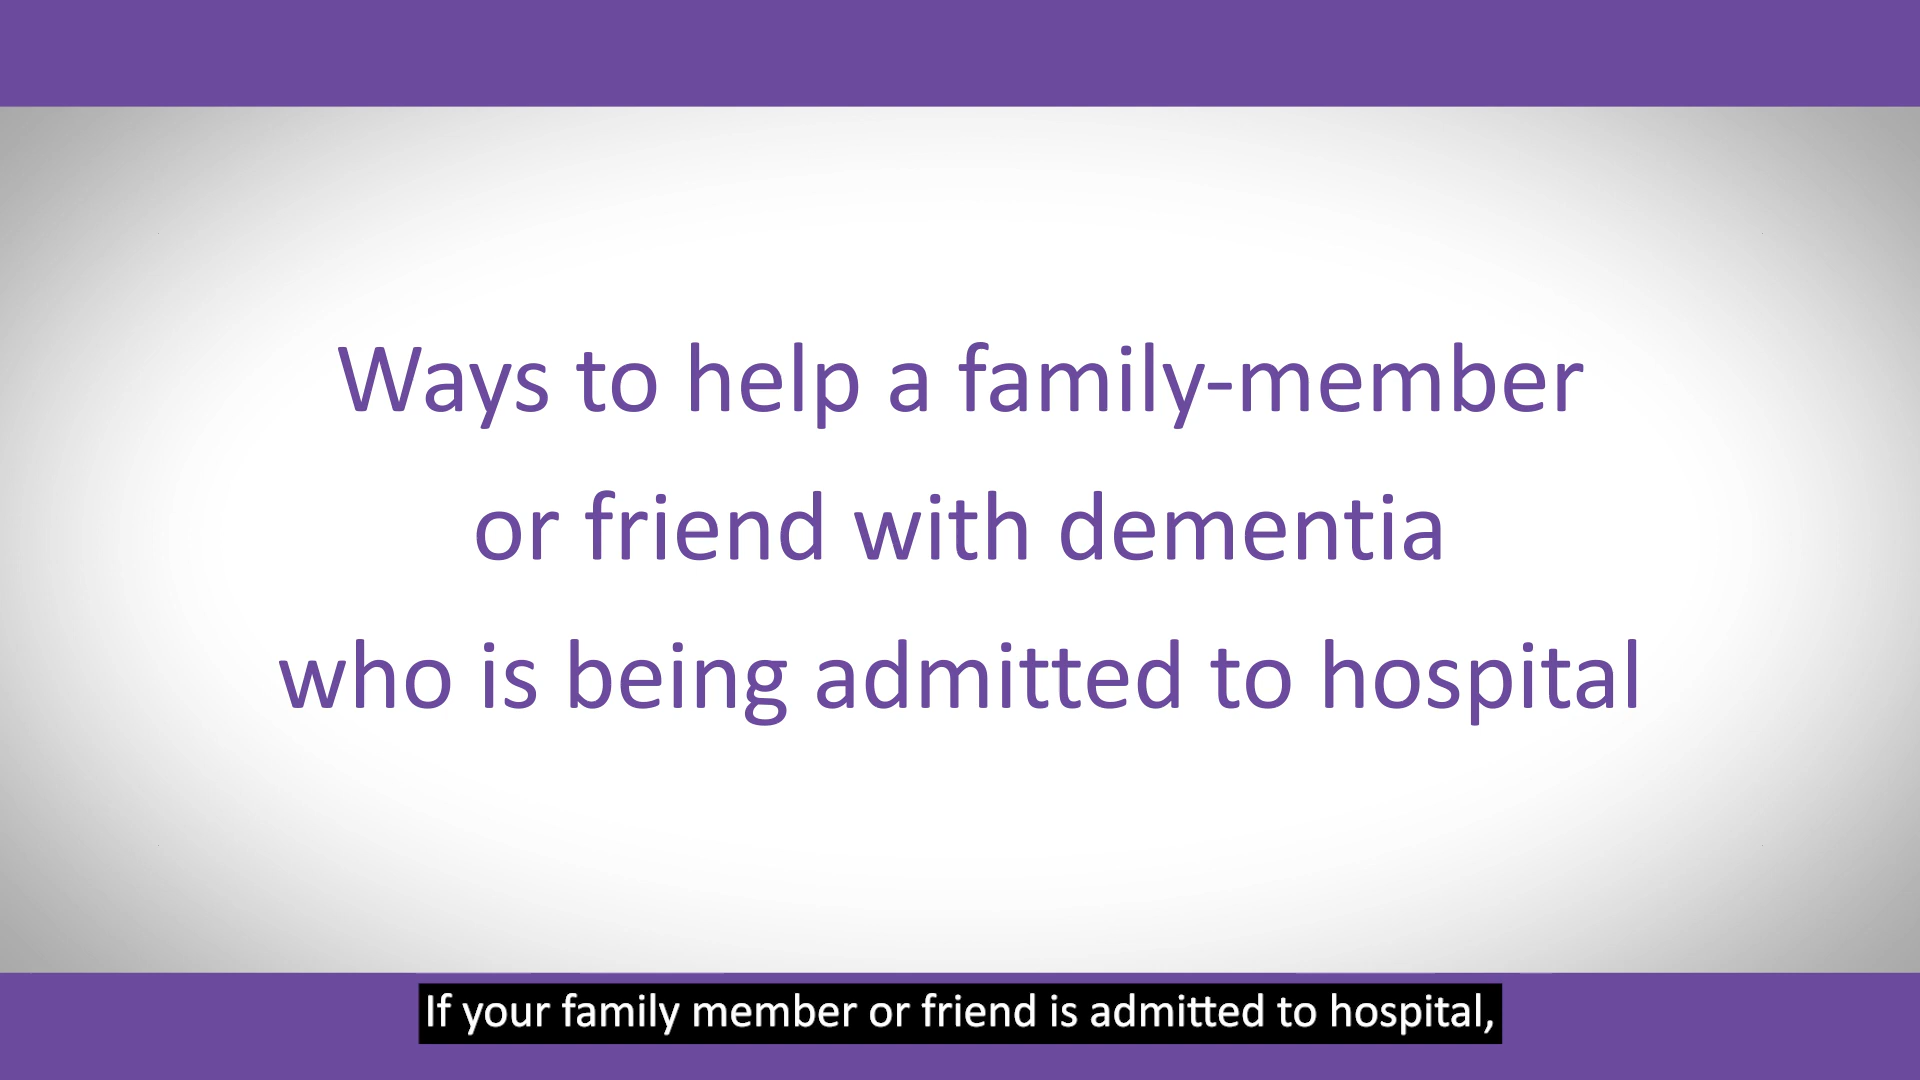 Ways to help a family-member
or friend with dementia
who is being admitted to hospital
If your family member or friend is admitted to hospital,